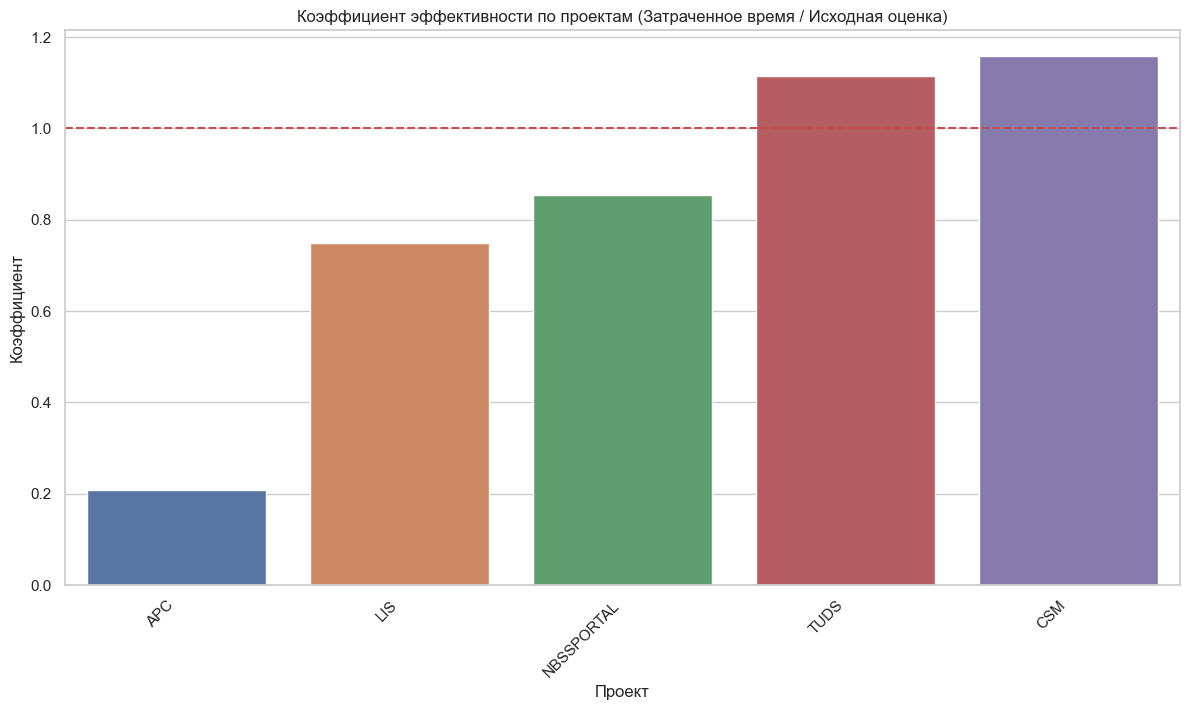 Коэффициент эффективности по проектам (Затраченное время / Исходная оценка)
Коэффициент
1.2
1.0
0.8
0.6
0.4
0.2
0.0
APC
LIS
NBSSPORTAL
TUDS
CSM
Проект